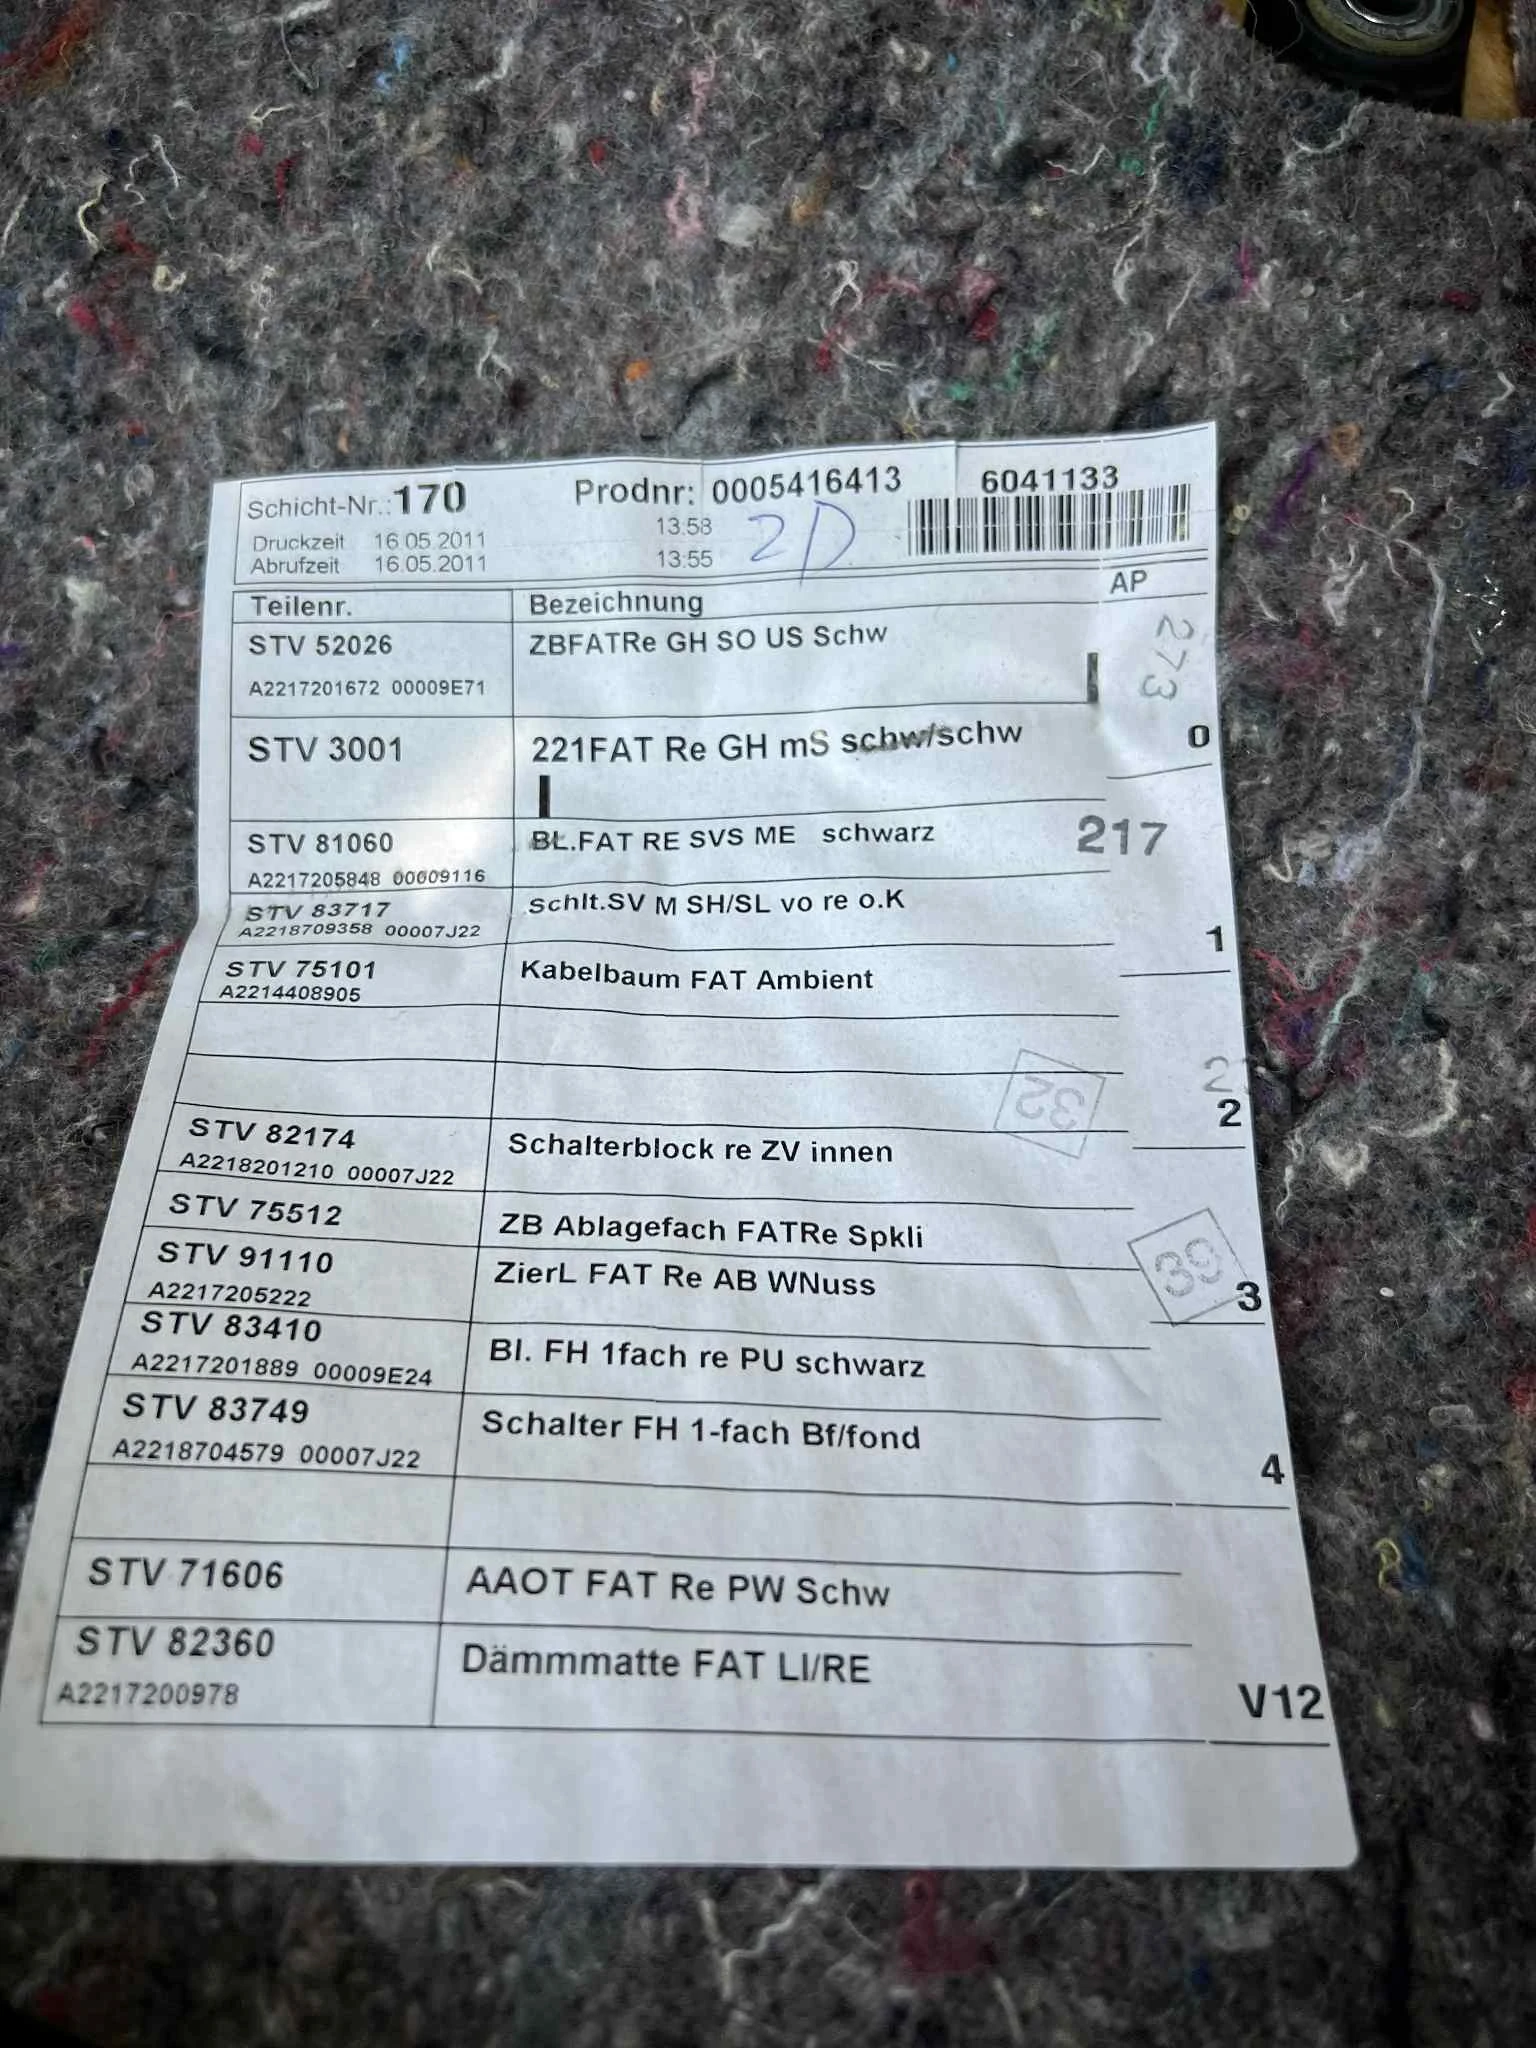 Schicht-Nr.:170 Prodnr: 0005416413 6041133
Druckzeit 16.05.2011 13.58
Abrufzeit 16.05.2011 13:55
2D
Teilenr. Bezeichnung AP
STV 52026 ZBFATRe GH SO US Schw
A2217201672 00009E71
273
STV 3001 221FAT Re GH mS schw/schw 0
STV 81060 BL.FAT RE SVS ME schwarz 217
A2217205848 00009116
STV 83717 schlt.SV M SH/SL vo re o.K
A2218709358 00007J22
1
STV 75101 Kabelbaum FAT Ambient
A2214408905
32
2
STV 82174 Schalterblock re ZV innen
A2218201210 00007J22
STV 75512 ZB Ablagefach FATRe Spkli
39
STV 91110 ZierL FAT Re AB WNuss 3
A2217205222
STV 83410 Bl. FH 1fach re PU schwarz
A2217201889 00009E24
STV 83749 Schalter FH 1-fach Bf/fond
A2218704579 00007J22
4
STV 71606 AAOT FAT Re PW Schw
STV 82360 Dämmmatte FAT LI/RE
A2217200978
V12